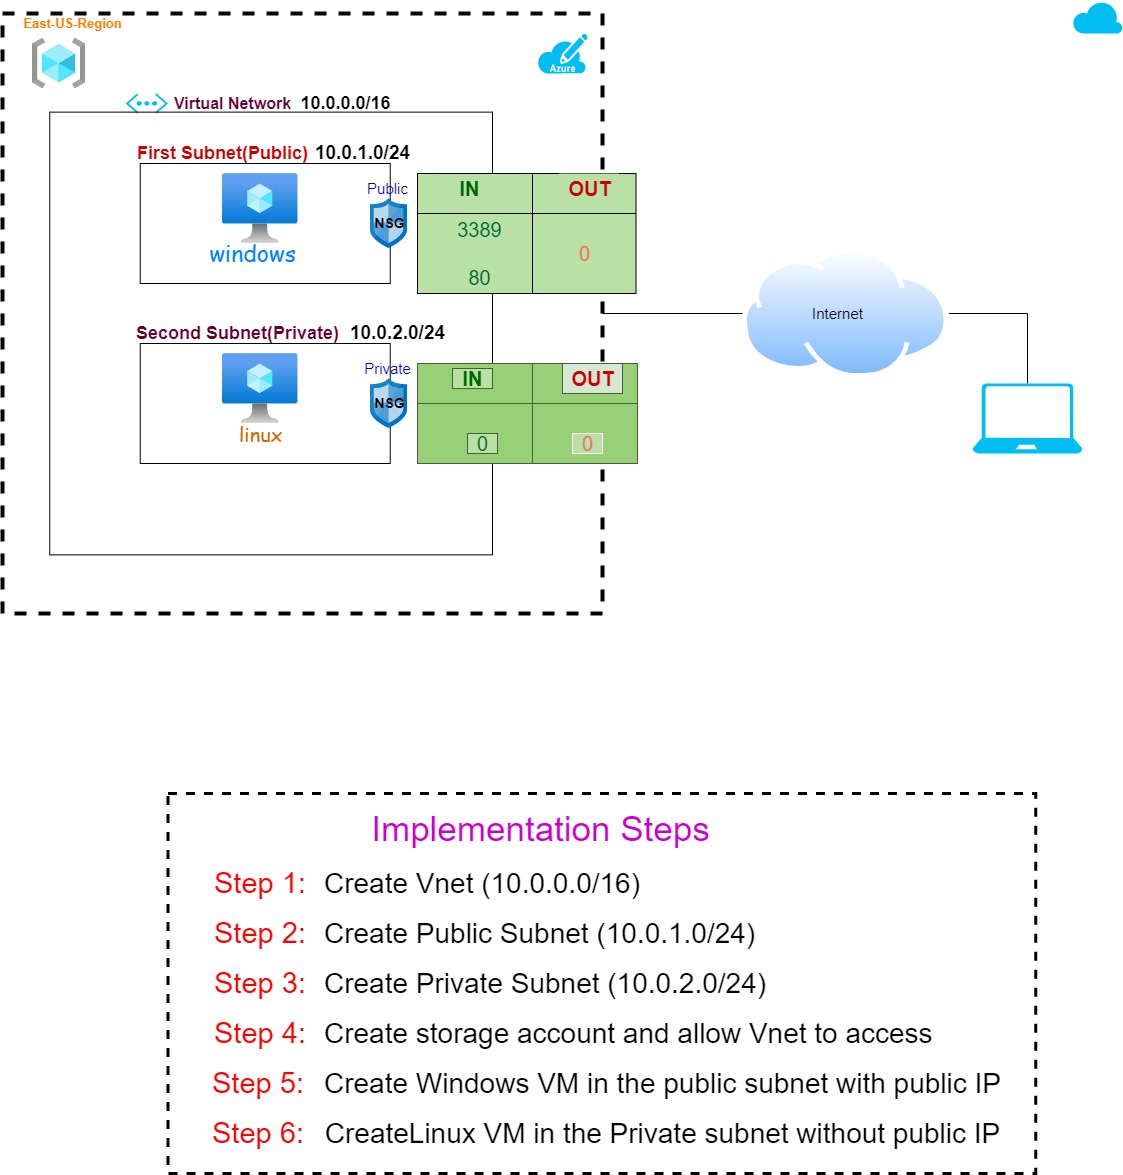 East-US-Region
Azure
Virtual Network 10.0.0.0/16
First Subnet(Public) 10.0.1.0/24
Public
NSG
windows
IN OUT
3389
0
80
Internet
Second Subnet(Private) 10.0.2.0/24
Private
NSG
linux
IN OUT
0 0
Implementation Steps
Step 1: Create Vnet (10.0.0.0/16)
Step 2: Create Public Subnet (10.0.1.0/24)
Step 3: Create Private Subnet (10.0.2.0/24)
Step 4: Create storage account and allow Vnet to access
Step 5: Create Windows VM in the public subnet with public IP
Step 6: CreateLinux VM in the Private subnet without public IP